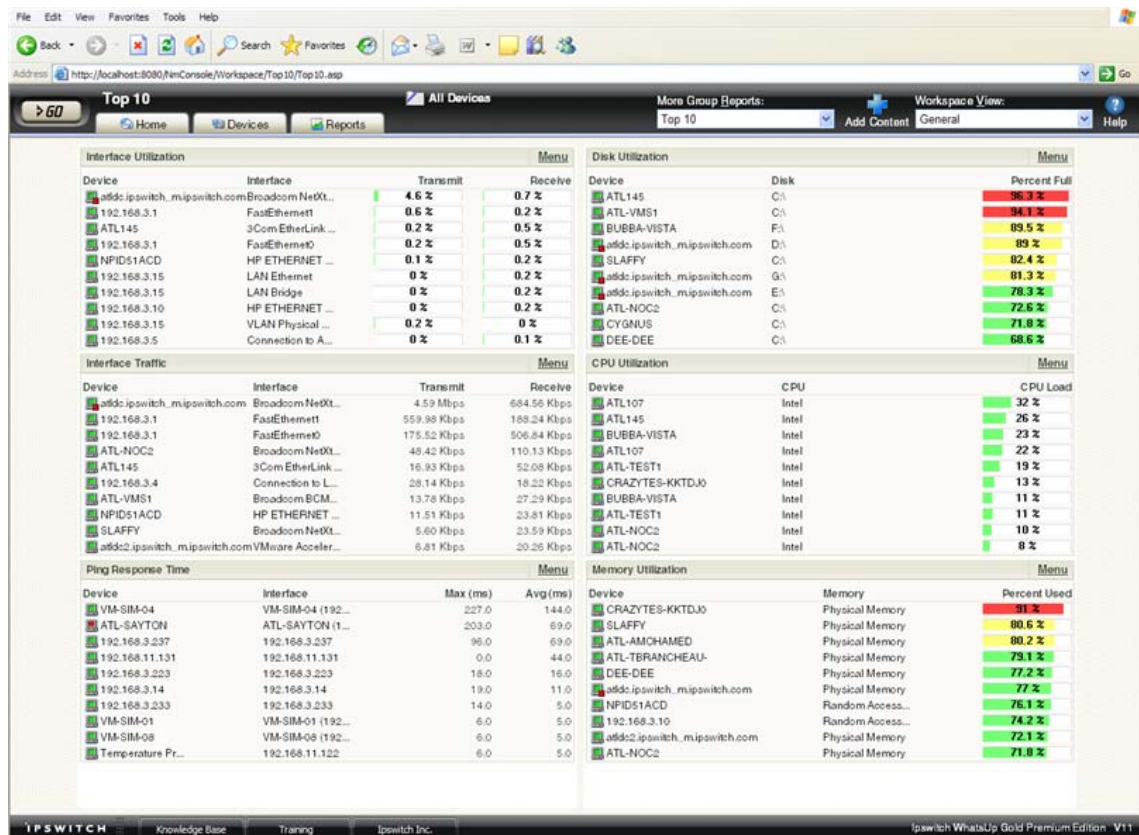 File Edit View Favorites Tools Help
Back Search Favorites
Address http://localhost:8080/NmConsole/Workspace/Top10/Top10.asp Go
GO Top 10 All Devices More Group Reports: Workspace View:
Home Devices Reports Top 10 Add Content General Help
Interface Utilization Menu
Device Interface Transmit Receive
atldc.ipswitch_m.ipswitch.com Broadcom NetXt... 4.6 % 0.7 %
192.168.3.1 FastEthernet1 0.6 % 0.2 %
ATL145 3Com EtherLink ... 0.2 % 0.5 %
192.168.3.1 FastEthernet0 0.2 % 0.5 %
NPID51ACD HP ETHERNET ... 0.1 % 0.2 %
192.168.3.15 LAN Ethernet 0 % 0.2 %
192.168.3.15 LAN Bridge 0 % 0.2 %
192.168.3.10 HP ETHERNET ... 0 % 0.2 %
192.168.3.15 VLAN Physical ... 0.2 % 0 %
192.168.3.5 Connection to A... 0 % 0.1 %
Disk Utilization Menu
Device Disk Percent Full
ATL145 C:\ 96.3 %
ATL-VMS1 C:\ 94.1 %
BUBBA-VISTA F:\ 89.5 %
atldc.ipswitch_m.ipswitch.com D:\ 89 %
SLAFFY C:\ 82.4 %
atldc.ipswitch_m.ipswitch.com G:\ 81.3 %
atldc.ipswitch_m.ipswitch.com E:\ 78.3 %
ATL-NOC2 C:\ 72.6 %
CYGNUS C:\ 71.8 %
DEE-DEE C:\ 68.6 %
Interface Traffic Menu
Device Interface Transmit Receive
atldc.ipswitch_m.ipswitch.com Broadcom NetXt... 4.59 Mbps 684.56 Kbps
192.168.3.1 FastEthernet1 559.98 Kbps 188.24 Kbps
192.168.3.1 FastEthernet0 175.52 Kbps 506.84 Kbps
ATL-NOC2 Broadcom NetXt... 48.42 Kbps 110.13 Kbps
ATL145 3Com EtherLink ... 16.93 Kbps 52.08 Kbps
192.168.3.4 Connection to L... 28.14 Kbps 18.22 Kbps
ATL-VMS1 Broadcom BCM... 13.78 Kbps 27.29 Kbps
NPID51ACD HP ETHERNET ... 11.51 Kbps 23.81 Kbps
SLAFFY Broadcom NetXt... 5.60 Kbps 23.59 Kbps
atldc2.ipswitch_m.ipswitch.com VMware Acceler... 6.81 Kbps 20.26 Kbps
CPU Utilization Menu
Device CPU CPU Load
ATL107 Intel 32 %
ATL145 Intel 26 %
BUBBA-VISTA Intel 23 %
ATL107 Intel 22 %
ATL-TEST1 Intel 19 %
CRAZYTES-KKTDJ0 Intel 13 %
BUBBA-VISTA Intel 11 %
ATL-TEST1 Intel 11 %
ATL-NOC2 Intel 10 %
ATL-NOC2 Intel 8 %
Ping Response Time Menu
Device Interface Max (ms) Avg (ms)
VM-SIM-04 VM-SIM-04 (192... 227.0 144.0
ATL-SAYTON ATL-SAYTON (1... 203.0 69.0
192.168.3.237 192.168.3.237 96.0 69.0
192.168.11.131 192.168.11.131 0.0 44.0
192.168.3.223 192.168.3.223 18.0 16.0
192.168.3.14 192.168.3.14 19.0 11.0
192.168.3.233 192.168.3.233 14.0 5.0
VM-SIM-01 VM-SIM-01 (192... 6.0 5.0
VM-SIM-08 VM-SIM-08 (192... 6.0 5.0
Temperature Pr... 192.168.11.122 6.0 5.0
Memory Utilization Menu
Device Memory Percent Used
CRAZYTES-KKTDJ0 Physical Memory 91 %
SLAFFY Physical Memory 80.6 %
ATL-AMOHAMED Physical Memory 80.2 %
ATL-TBRANCHEAU- Physical Memory 79.1 %
DEE-DEE Physical Memory 77.2 %
atldc.ipswitch_m.ipswitch.com Physical Memory 77 %
NPID51ACD Random Access... 76.1 %
192.168.3.10 Random Access... 74.2 %
atldc2.ipswitch_m.ipswitch.com Physical Memory 72.1 %
ATL-NOC2 Physical Memory 71.8 %
IPSWITCH Knowledge Base Training Ipswitch Inc. Ipswitch WhatsUp Gold Premium Edition V11